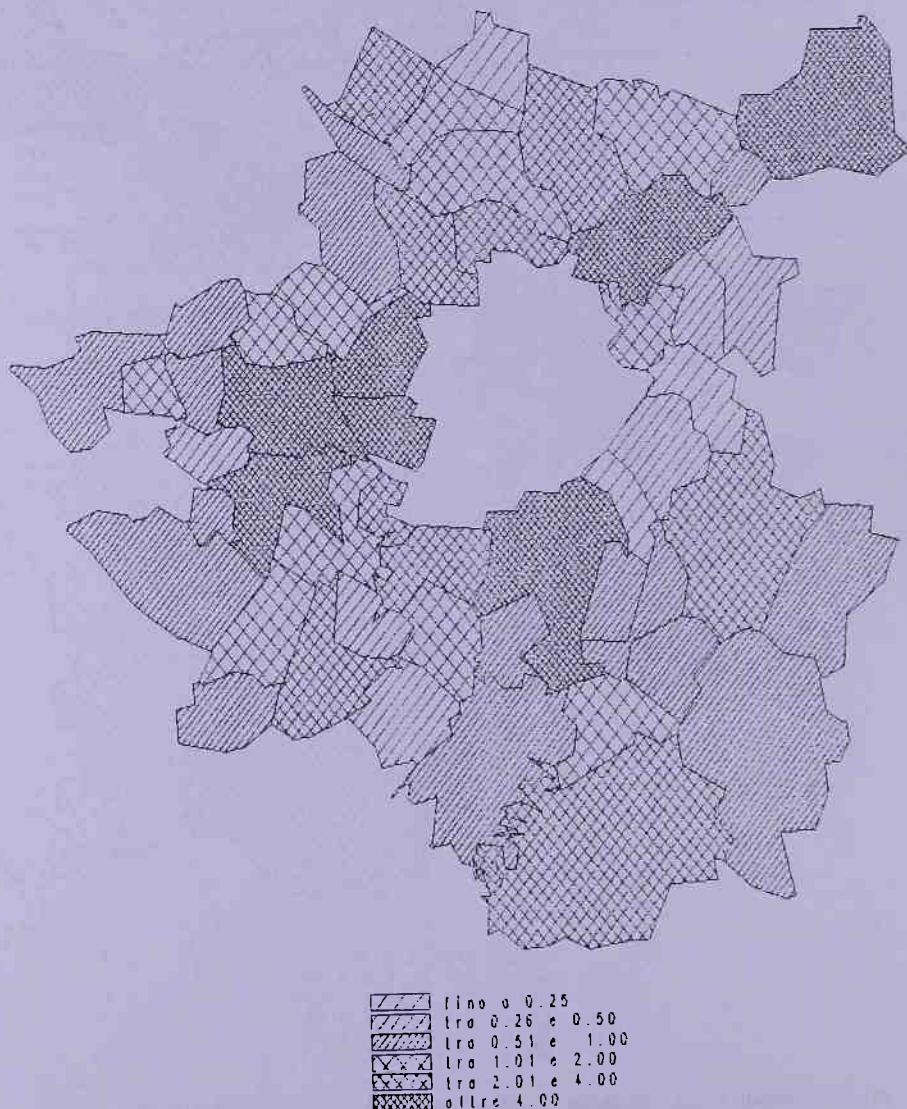 fino a 0.25
tra 0.26 e 0.50
tra 0.51 e 1.00
tra 1.01 e 2.00
tra 2.01 e 4.00
oltre 4.00